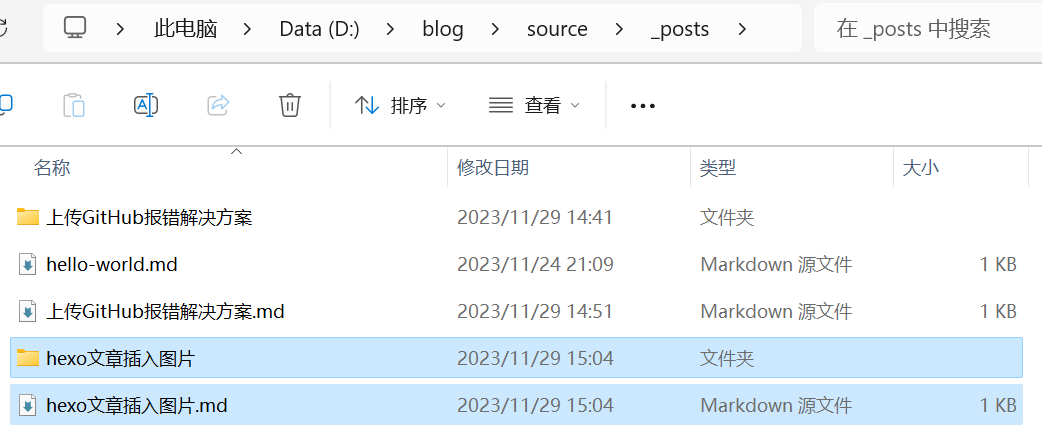 此电脑 > Data (D:) > blog > source > _posts > 在 _posts 中搜索
排序 查看 ...
名称 修改日期 类型 大小
上传GitHub报错解决方案 2023/11/29 14:41 文件夹
hello-world.md 2023/11/24 21:09 Markdown 源文件 1 KB
上传GitHub报错解决方案.md 2023/11/29 14:51 Markdown 源文件 1 KB
hexo文章插入图片 2023/11/29 15:04 文件夹
hexo文章插入图片.md 2023/11/29 15:04 Markdown 源文件 1 KB